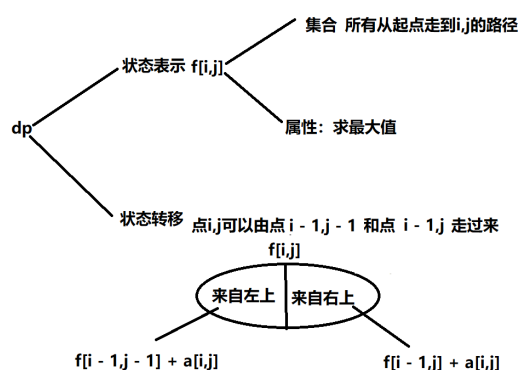 集合 所有从起点走到i,j的路径
状态表示 f[i,j]
dp
属性：求最大值
状态转移 点i,j可以由点 i - 1,j - 1 和点 i - 1,j 走过来
f[i,j]
来自左上 来自右上
f[i - 1,j - 1] + a[i,j] f[i - 1,j] + a[i,j]